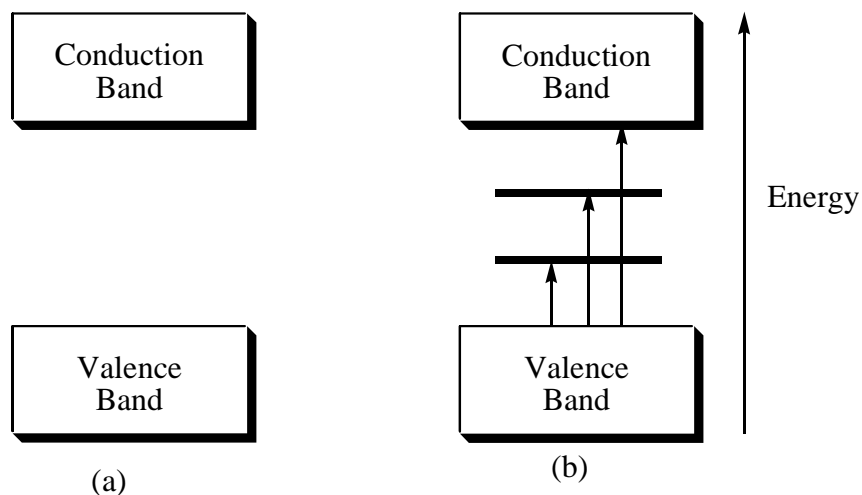 Conduction
Band
Conduction
Band
Energy
Valence
Band
Valence
Band
(a)
(b)